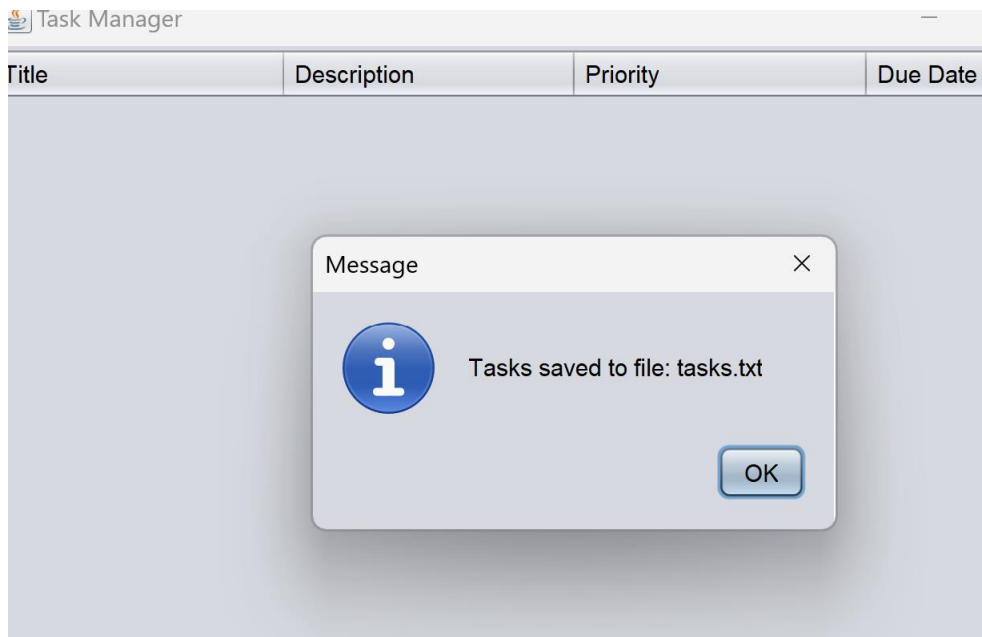 Task Manager
Title Description Priority Due Date
Message
Tasks saved to file: tasks.txt
OK